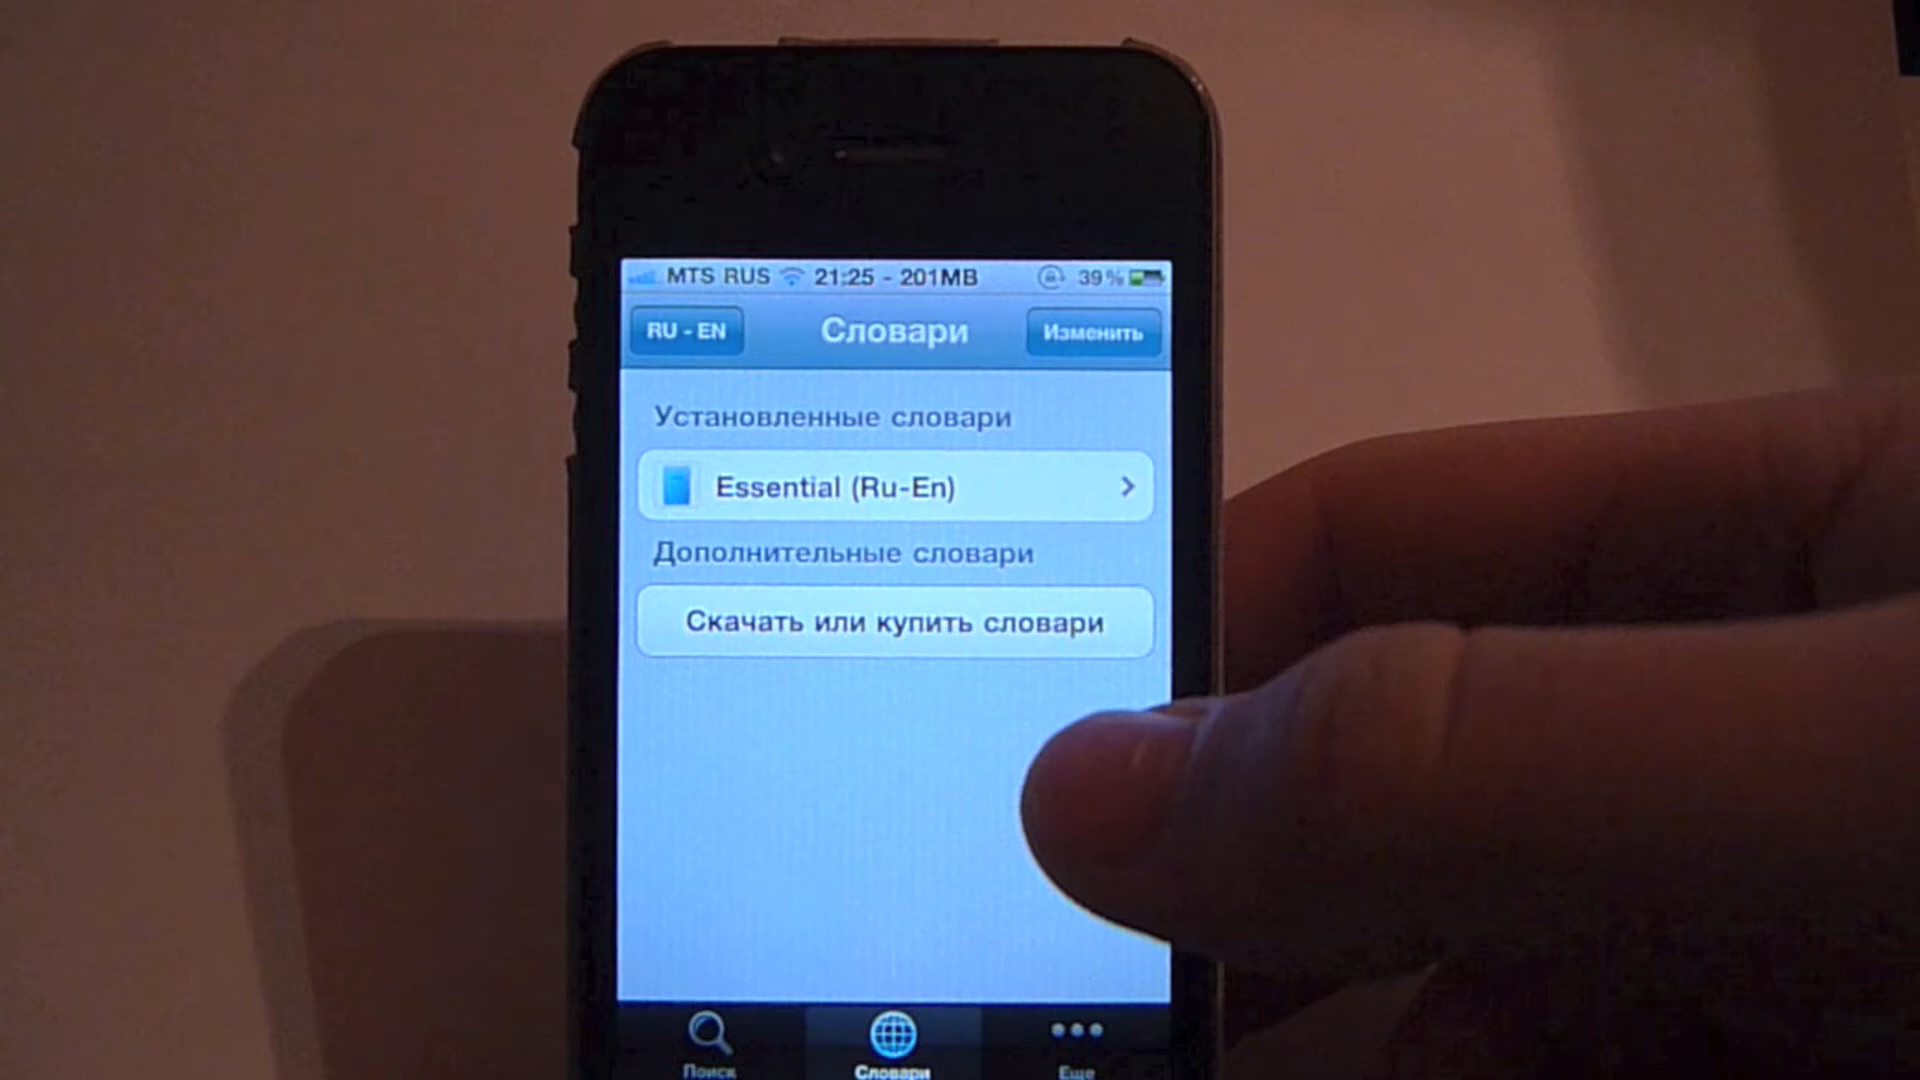 MTS RUS 21:25 - 201MB 39%
RU - EN Словари Изменить
Установленные словари
Essential (Ru-En)
Дополнительные словари
Скачать или купить словари
Поиск Словари Еще